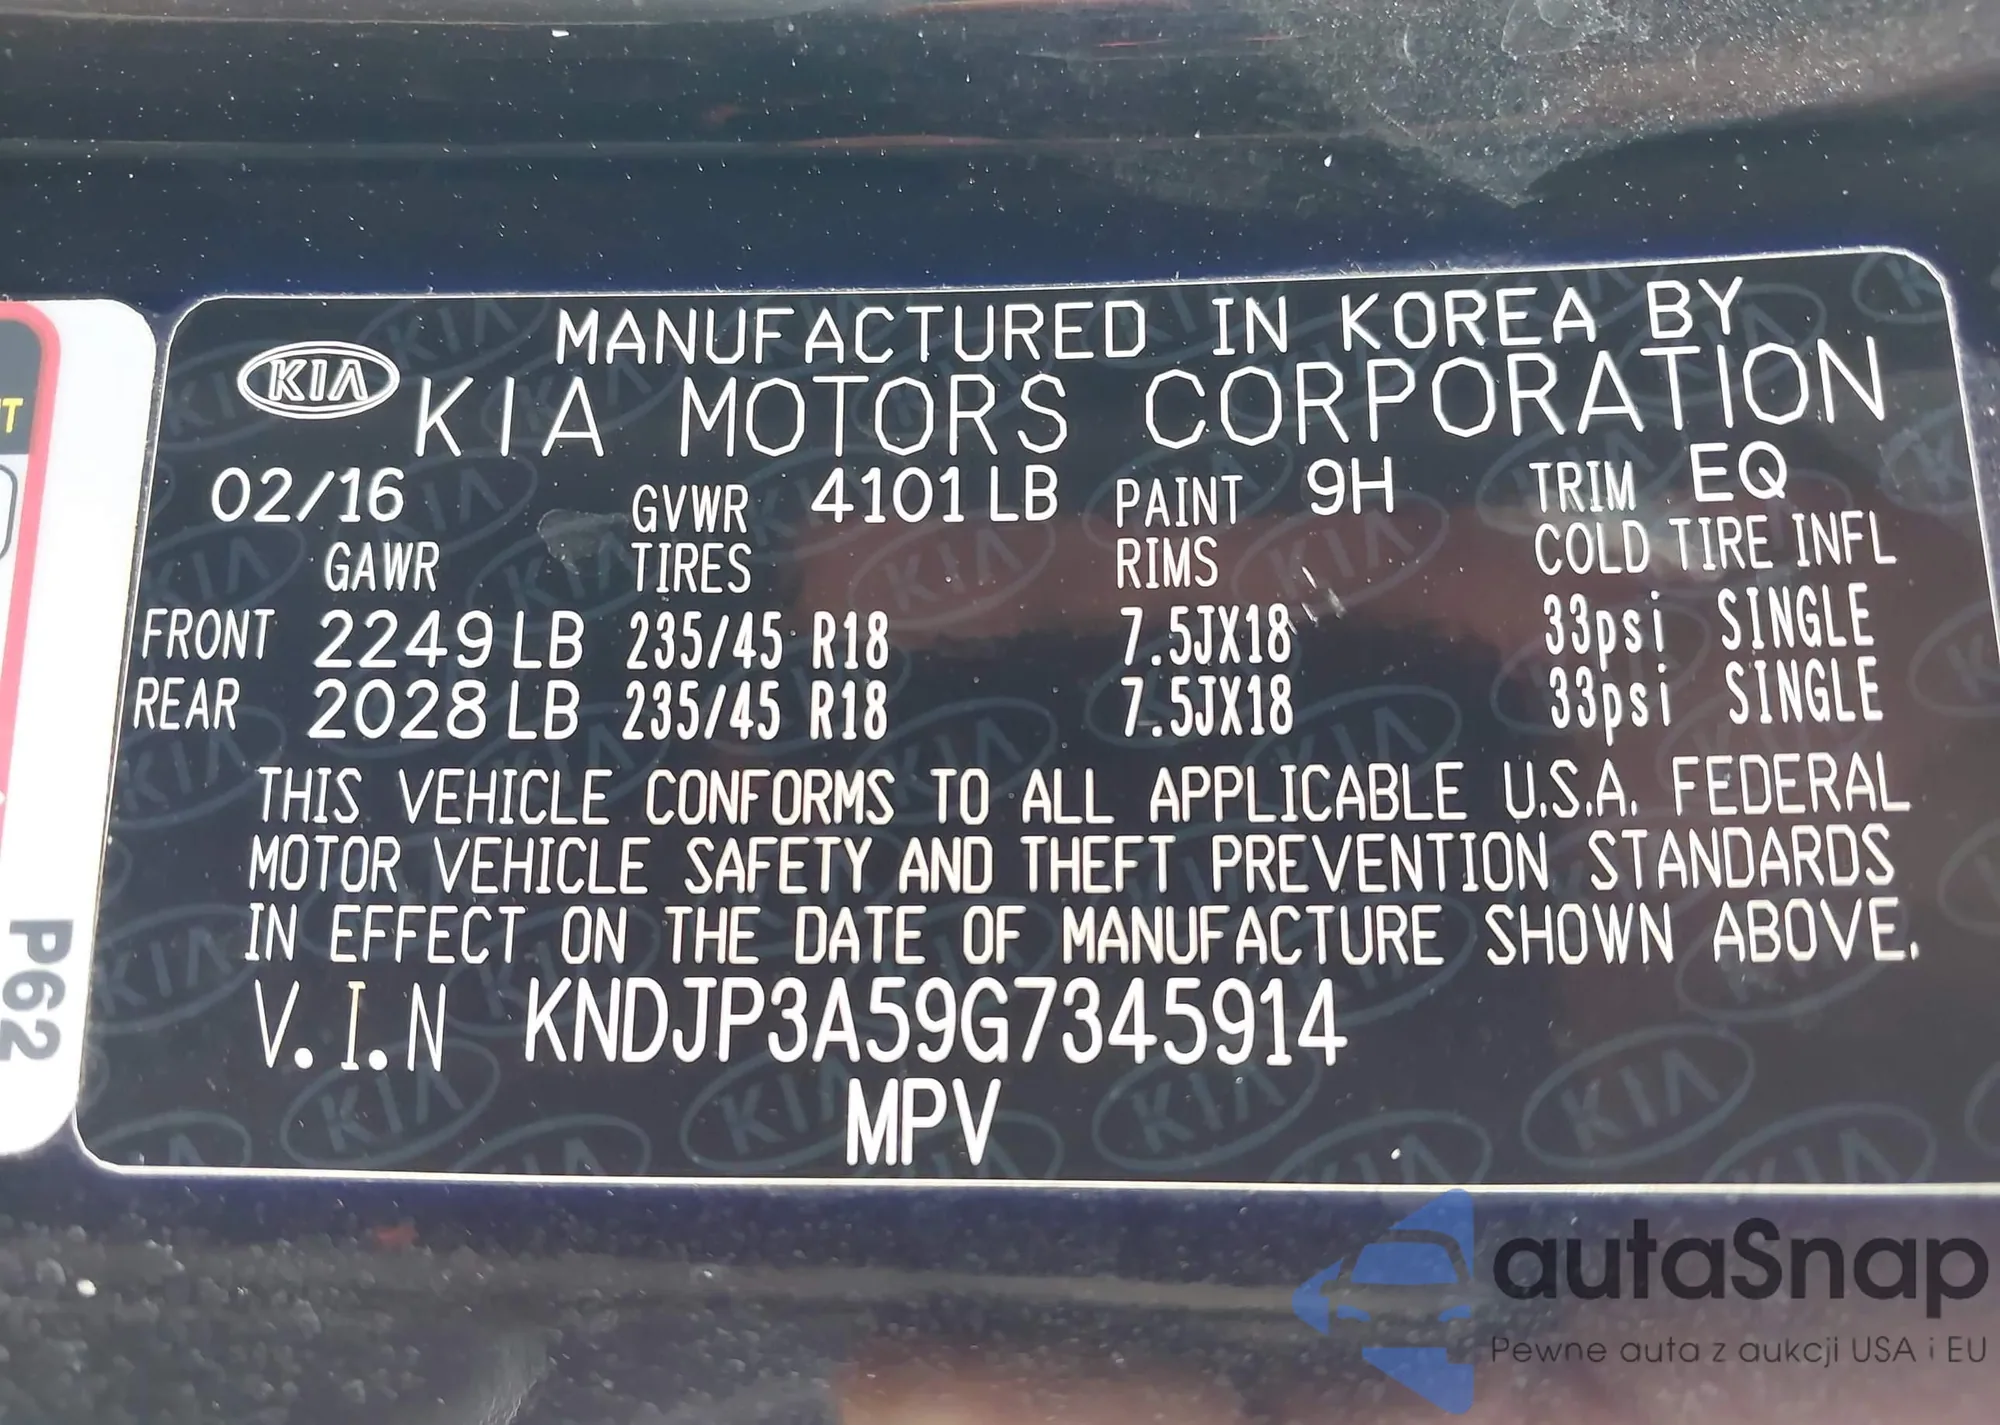 KIA
MANUFACTURED IN KOREA BY
KIA MOTORS CORPORATION
02/16 GVWR 4101 LB PAINT 9H TRIM EQ
GAWR TIRES RIMS COLD TIRE INFL
FRONT 2249 LB 235/45 R18 7.5JX18 33psi SINGLE
REAR 2028 LB 235/45 R18 7.5JX18 33psi SINGLE
THIS VEHICLE CONFORMS TO ALL APPLICABLE U.S.A. FEDERAL
MOTOR VEHICLE SAFETY AND THEFT PREVENTION STANDARDS
IN EFFECT ON THE DATE OF MANUFACTURE SHOWN ABOVE.
V.I.N KNDJP3A59G7345914
MPV
P62
autaSnap
Pewne auta z aukcji USA i EU